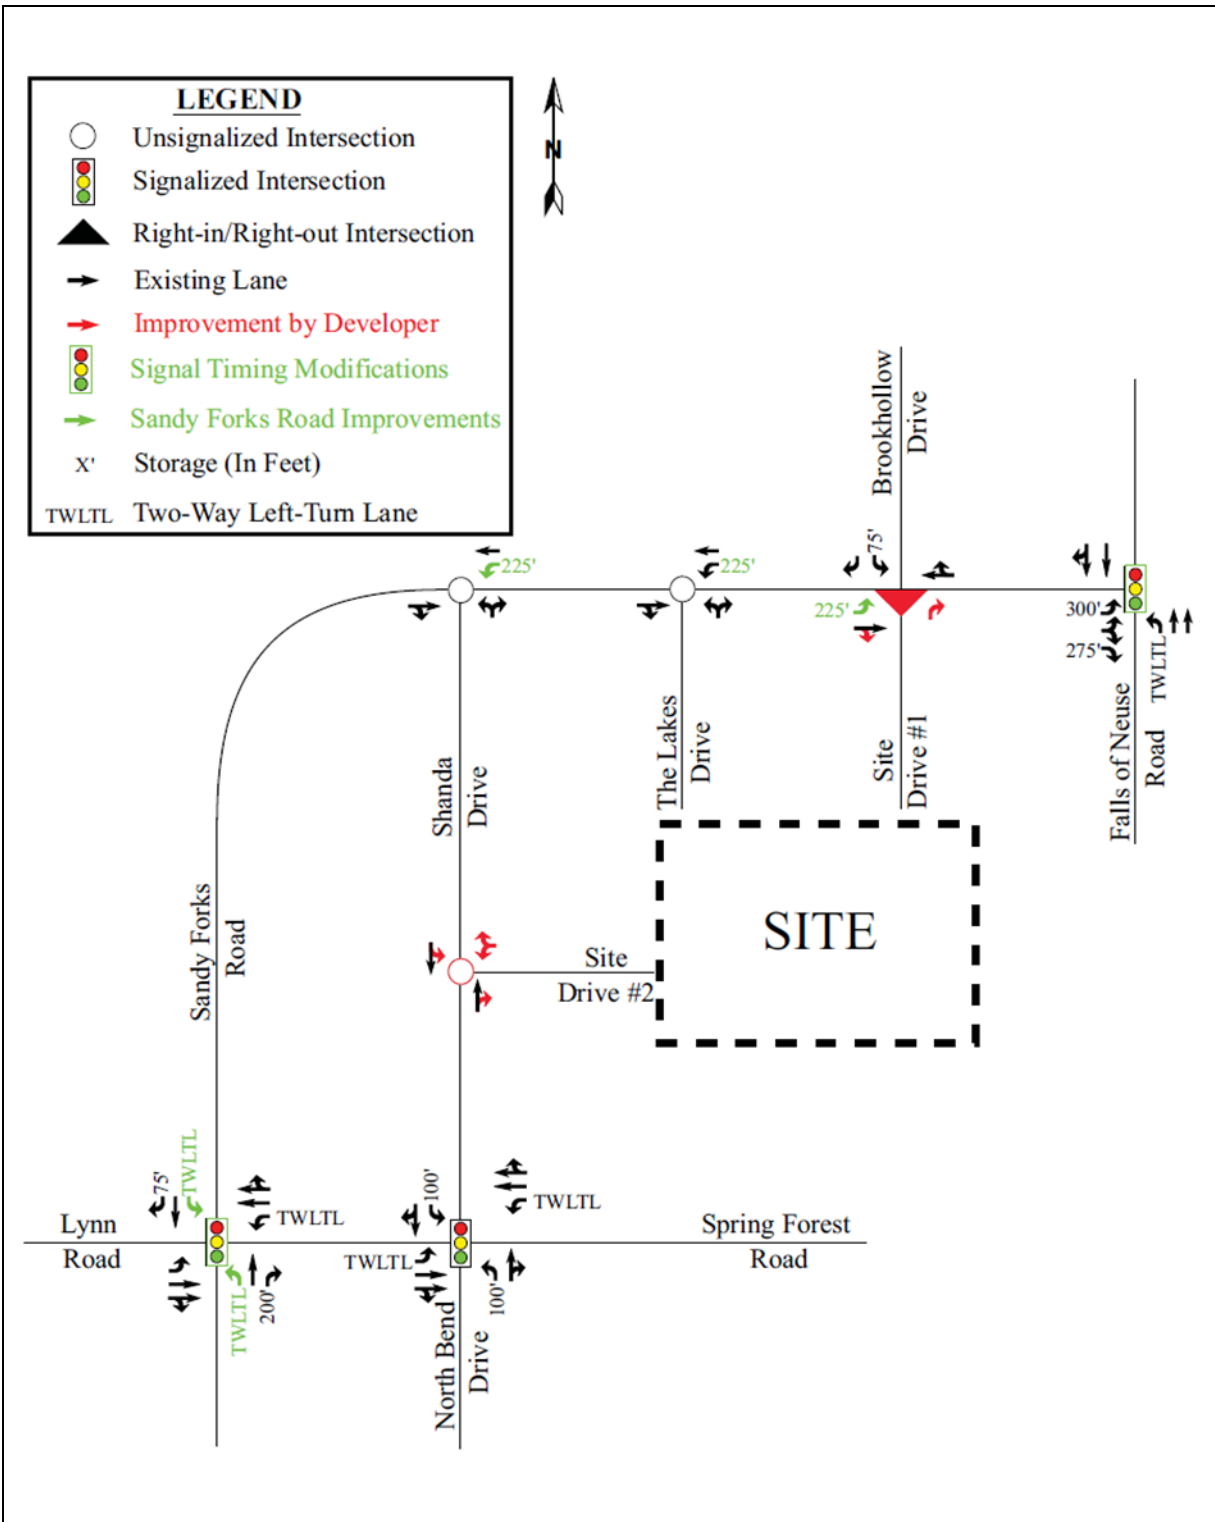 LEGEND
Unsignalized Intersection
Signalized Intersection
Right-in/Right-out Intersection
Existing Lane
Improvement by Developer
Signal Timing Modifications
Sandy Forks Road Improvements
X' Storage (In Feet)
TWLTL Two-Way Left-Turn Lane
N
Brookhollow
Drive
225'
225'
75'
225'
300'
275'
TWLTL
Falls of Neuse
Road
Shanda
Drive
The Lakes
Drive
Site
Drive #1
SITE
Sandy Forks
Road
Site
Drive #2
75'
TWLTL
TWLTL
100'
TWLTL
Lynn
Road
TWLTL
Spring Forest
Road
TWLTL
200'
100'
North Bend
Drive